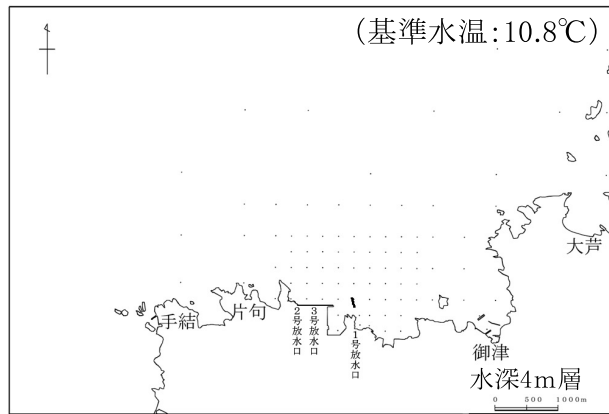 (基準水温:10.8℃)
大芦
片句
手結
2号放水口
3号放水口
1号放水口
御津
水深4m層
0 500 1000m